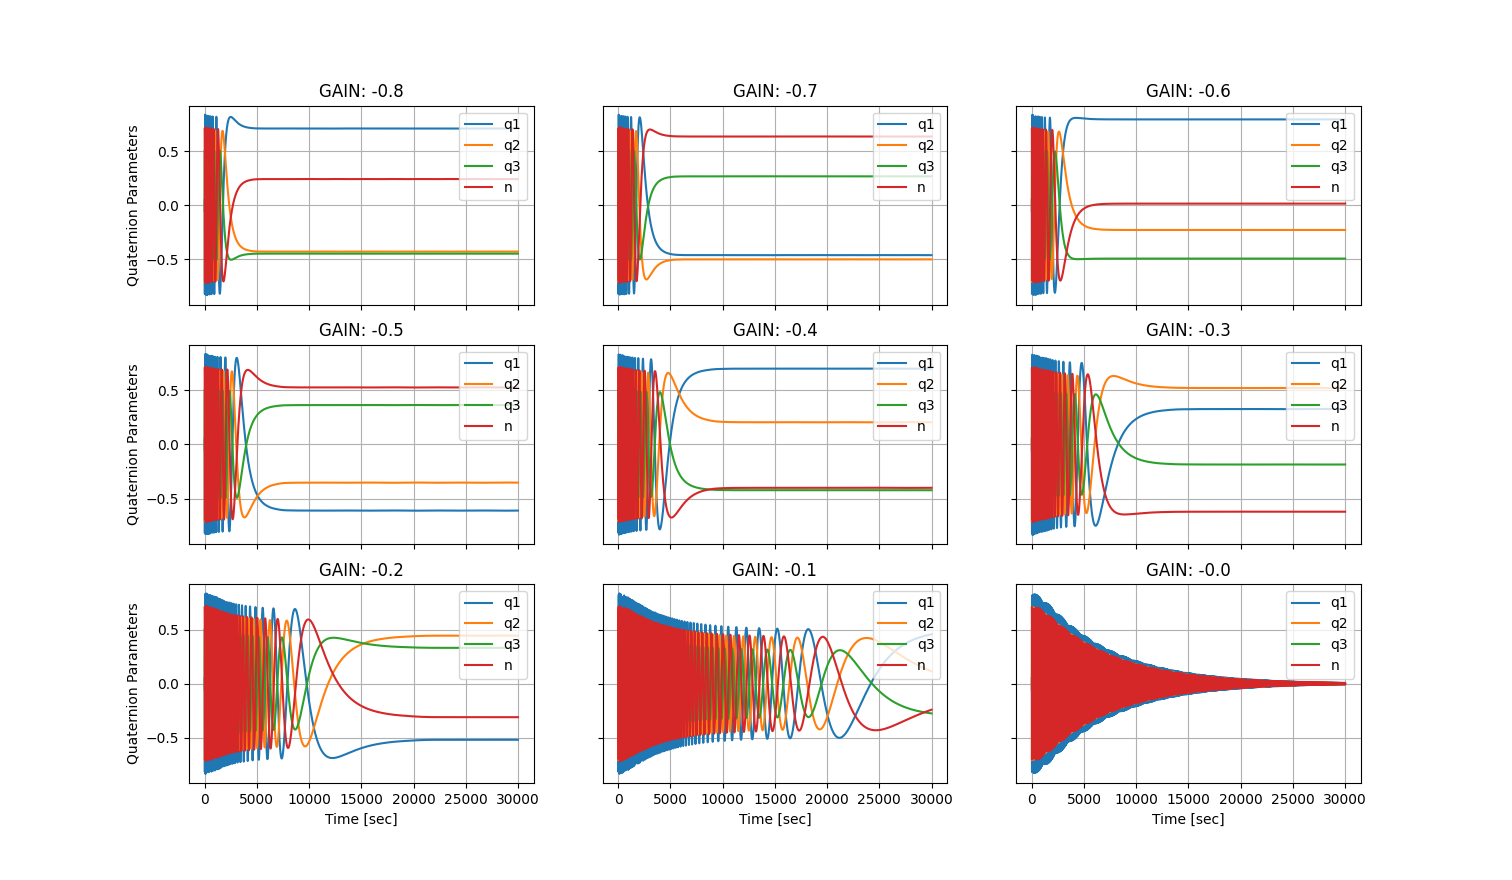 GAIN: -0.8
GAIN: -0.7
GAIN: -0.6
Quaternion Parameters
0.5
0.0
−0.5
q1
q2
q3
n
q1
q2
q3
n
q1
q2
q3
n
GAIN: -0.5
GAIN: -0.4
GAIN: -0.3
Quaternion Parameters
0.5
0.0
−0.5
q1
q2
q3
n
q1
q2
q3
n
q1
q2
q3
n
GAIN: -0.2
GAIN: -0.1
GAIN: -0.0
Quaternion Parameters
0.5
0.0
−0.5
q1
q2
q3
n
q1
q2
q3
n
q1
q2
q3
n
0 5000 10000 15000 20000 25000 30000
0 5000 10000 15000 20000 25000 30000
0 5000 10000 15000 20000 25000 30000
Time [sec]
Time [sec]
Time [sec]